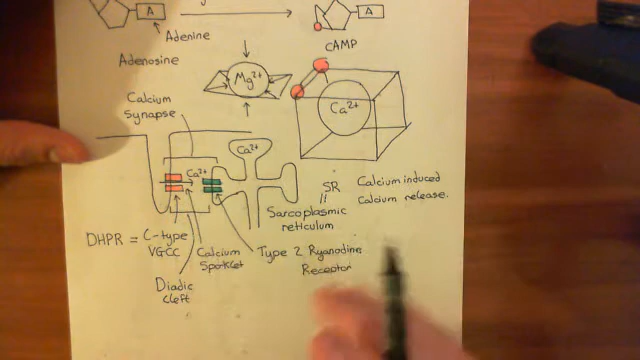 A
Adenine
Adenosine
A
CAMP
Mg2+
Ca2+
Calcium
Synapse
Ca2+
Ca2+
SR
Calcium induced
Calcium release.
Sarcoplasmic
reticulum
DHPR = L-type
VGCC
Calcium
Sparklet
Type 2 Ryanodine
Receptor
Diadic
cleft